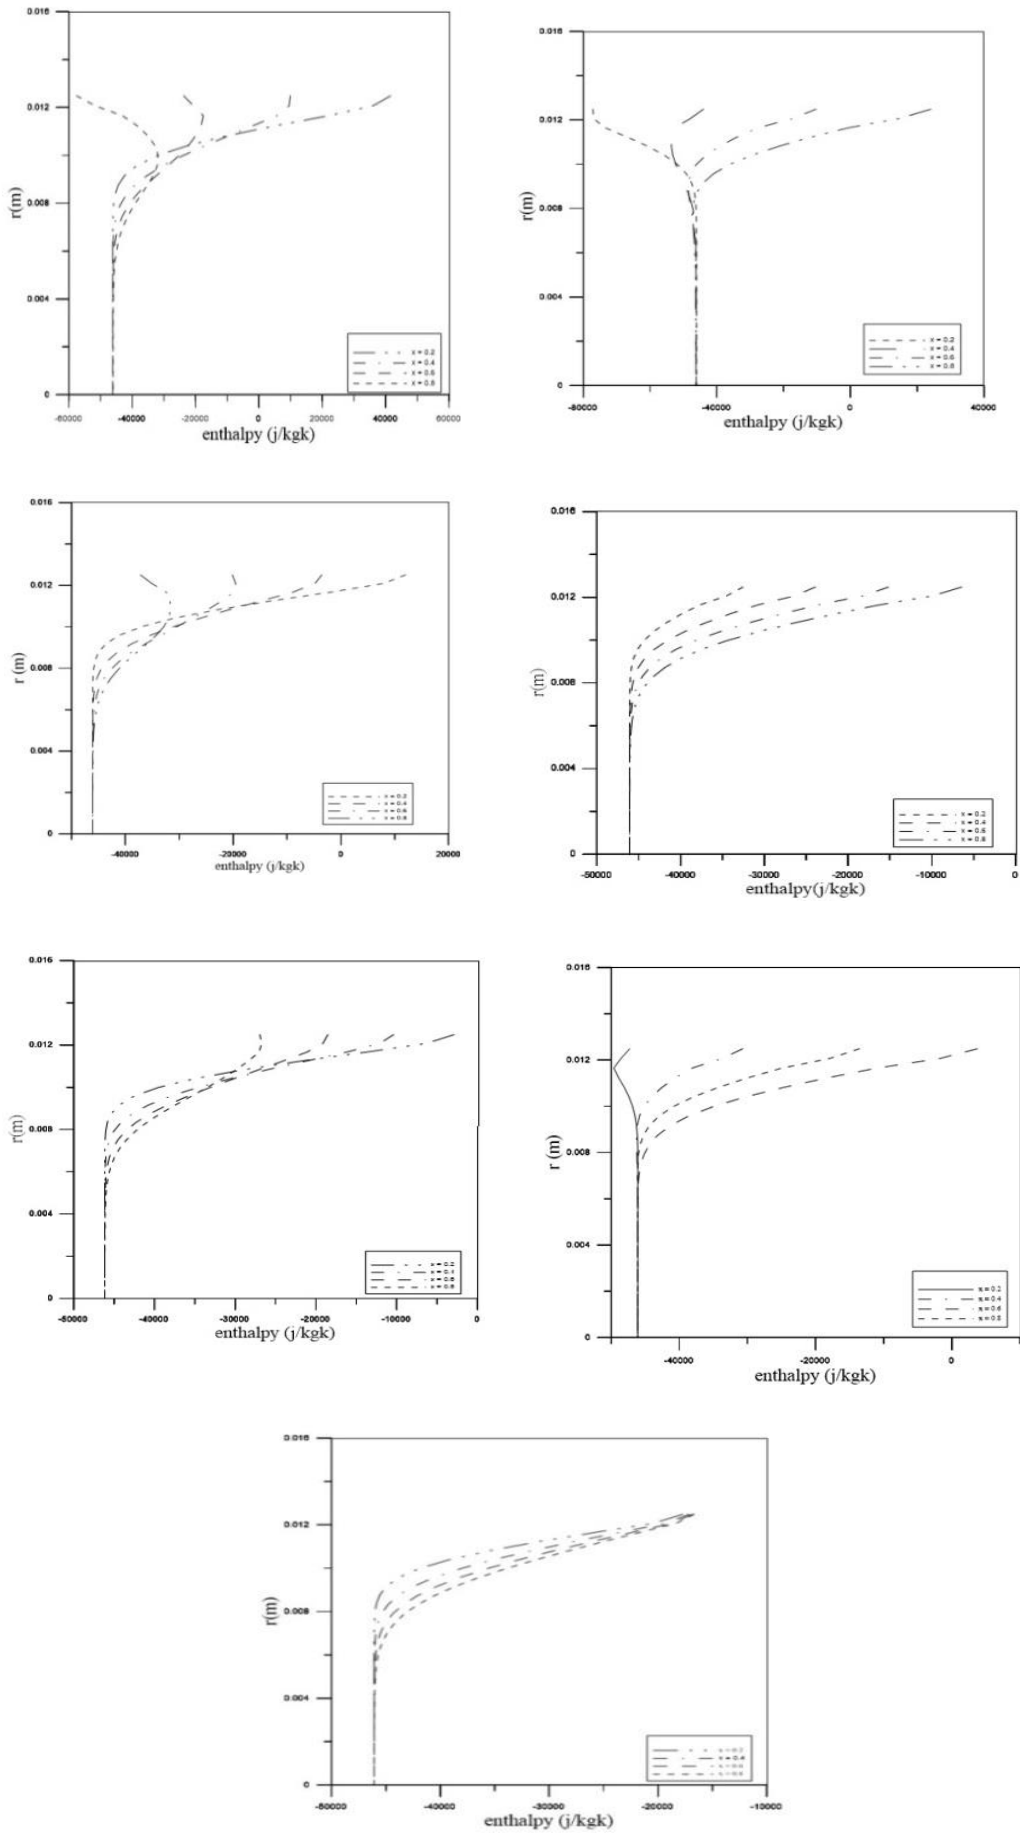 0.016
0.012
0.008
0.004
0
r(m)
-60000 -40000 -20000 0 20000 40000 60000
enthalpy (j/kgk)
x = 0.2
x = 0.4
x = 0.6
x = 0.8
0.016
0.012
0.008
0.004
0
r(m)
-80000 -40000 0 40000
enthalpy (j/kgk)
x = 0.2
x = 0.4
x = 0.6
x = 0.8
0.016
0.012
0.008
0.004
0
r (m)
-40000 -20000 0 20000
enthalpy (j/kgk)
x = 0.2
x = 0.4
x = 0.6
x = 0.8
0.016
0.012
0.008
0.004
0
r(m)
-50000 -40000 -30000 -20000 -10000 0
enthalpy(j/kgk)
x = 0.2
x = 0.4
x = 0.6
x = 0.8
0.016
0.012
0.008
0.004
0
r(m)
-50000 -40000 -30000 -20000 -10000 0
enthalpy (j/kgk)
x = 0.2
x = 0.4
x = 0.6
x = 0.8
0.016
0.012
0.008
0.004
0
r (m)
-40000 -20000 0
enthalpy (j/kgk)
x = 0.2
x = 0.4
x = 0.6
x = 0.8
0.016
0.012
0.008
0.004
0
r(m)
-50000 -40000 -30000 -20000 -10000
enthalpy (j/kgk)
x = 0.4